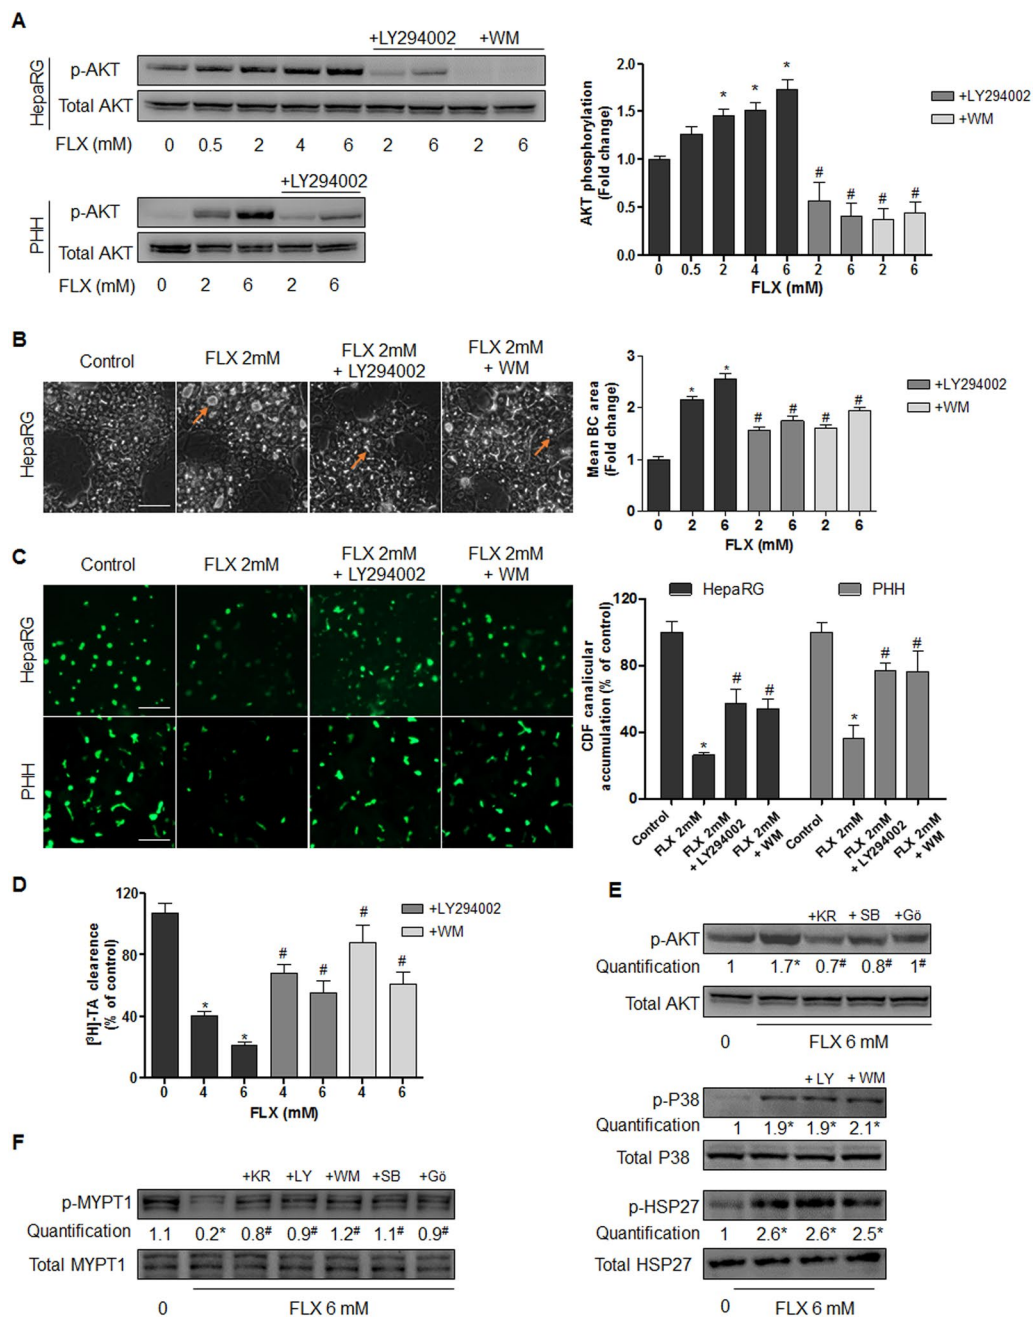 A
+LY294002 +WM
HepaRG
p-AKT
Total AKT
FLX (mM) 0 0.5 2 4 6 2 6 2 6
+LY294002
PHH
p-AKT
Total AKT
FLX (mM) 0 2 6 2 6
AKT phosphorylation
(Fold change)
2.0
1.5
1.0
0.5
0.0
* * *
# # # #
0 0.5 2 4 6 2 6 2 6
FLX (mM)
+LY294002
+WM
B
Control
FLX 2mM
FLX 2mM
+ LY294002
FLX 2mM
+ WM
HepaRG
Mean BC area
(Fold change)
3
2
1
0
* *
# # # #
0 2 6 2 6 2 6
FLX (mM)
+LY294002
+WM
C
Control
FLX 2mM
FLX 2mM
+ LY294002
FLX 2mM
+ WM
HepaRG
PHH
HepaRG PHH
CDF canalicular
accumulation (% of control)
120
80
40
0
* # # * # #
Control
FLX 2mM
FLX 2mM
+ LY294002
FLX 2mM
+ WM
Control
FLX 2mM
FLX 2mM
+ LY294002
FLX 2mM
+ WM
D
[³H]-TA clearence
(% of control)
120
80
40
0
* *
# # # #
0 4 6 4 6 4 6
FLX (mM)
+LY294002
+WM
E
+KR + SB +Gö
p-AKT
Quantification 1 1.7* 0.7# 0.8# 1#
Total AKT
0 FLX 6 mM
+ LY + WM
p-P38
Quantification 1 1.9* 1.9* 2.1*
Total P38
p-HSP27
Quantification 1 2.6* 2.6* 2.5*
Total HSP27
0 FLX 6 mM
F
+KR +LY +WM +SB +Gö
p-MYPT1
Quantification 1.1 0.2* 0.8# 0.9# 1.2# 1.1# 0.9#
Total MYPT1
0 FLX 6 mM